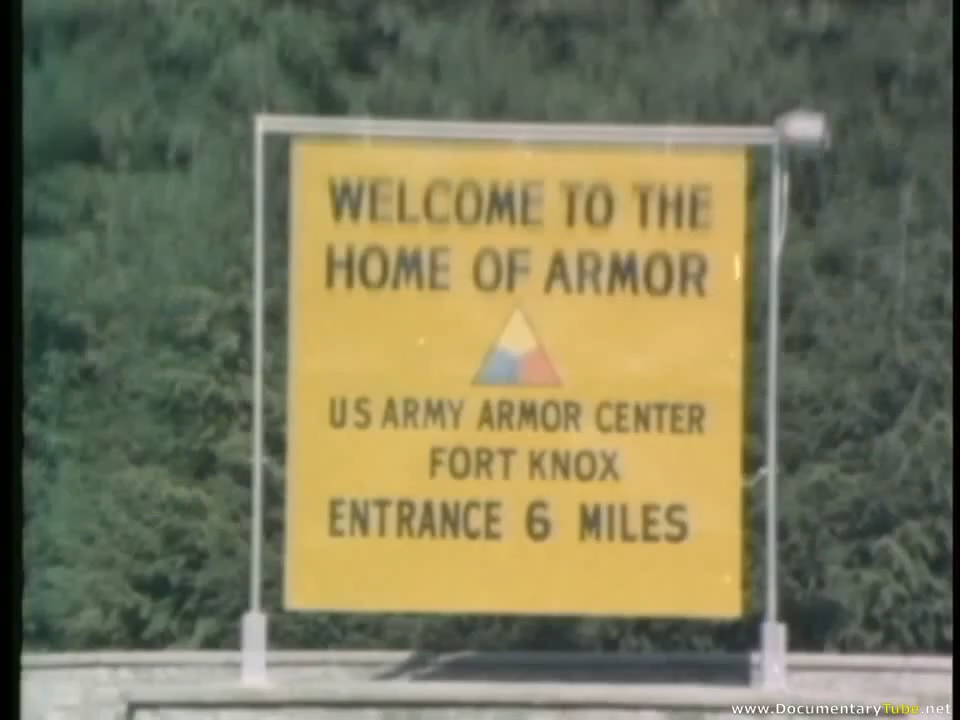 WELCOME TO THE
HOME OF ARMOR
US ARMY ARMOR CENTER
FORT KNOX
ENTRANCE 6 MILES
www.DocumentaryTube.net